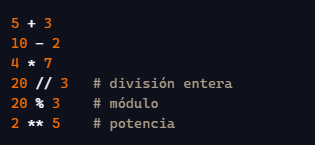 5 + 3
10 - 2
4 * 7
20 // 3   # división entera
20 % 3    # módulo
2 ** 5    # potencia